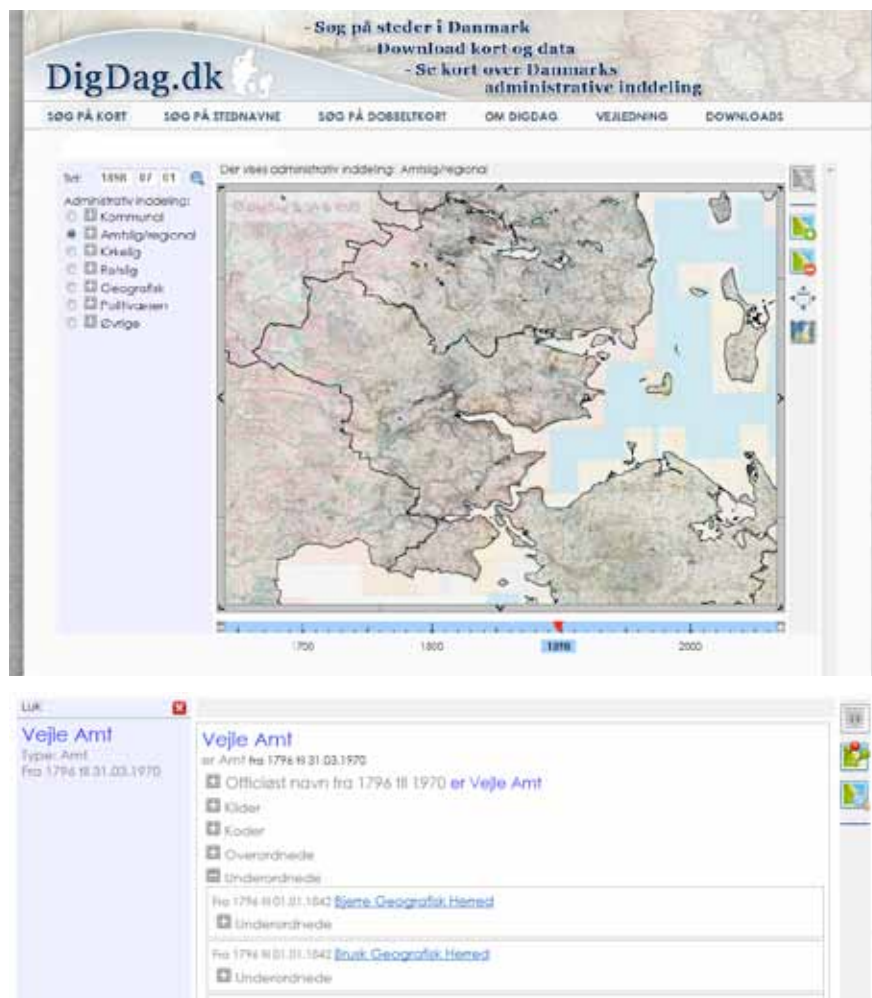 - Søg på steder i Danmark
- Download kort og data
- Se kort over Danmarks
administrative inddeling
DigDag.dk
SØG PÅ KORT SØG PÅ STEDNAVNE SØG PÅ DOBBELTKORT OM DIGDAG VEJLEDNING DOWNLOADS
1898 07 01
Der vises administrativ inddeling: Amtslig/regional
Administrativ inddeling:
Kommunal
Amtslig/regional
Kirkelig
Retslig
Geografisk
Politivæsen
Øvrige
1700 1800 1898 2000
Luk
Vejle Amt
Type: Amt
Fra 1796 til 31.03.1970
Vejle Amt
er Amt fra 1796 til 31.03.1970
Officielt navn fra 1796 til 1970 er Vejle Amt
Kilder
Koder
Overordnede
Underordnede
Fra 1796 til 01.01.1842 Bjerre Geografisk Herred
Underordnede
Fra 1796 til 01.01.1842 Brusk Geografisk Herred
Underordnede